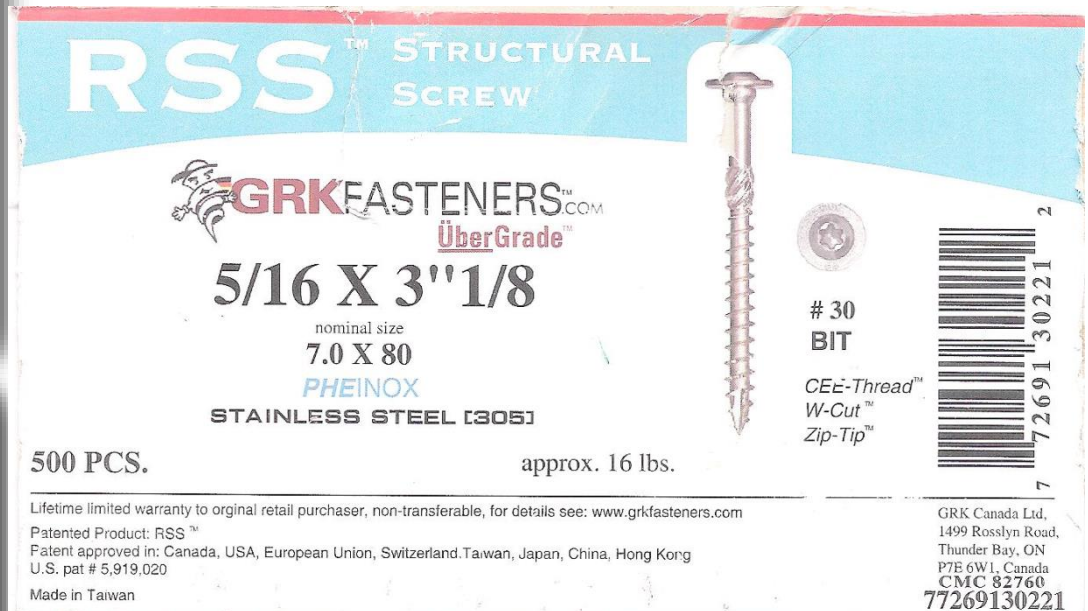 RSS™ STRUCTURAL
SCREW
GRKFASTENERS™.COM
ÜberGrade™
5/16 X 3"1/8
nominal size
7.0 X 80
PHEINOX
STAINLESS STEEL [305]
# 30
BIT
CEE-Thread™
W-Cut™
Zip-Tip™
7 72691 30221 2
500 PCS.
approx. 16 lbs.
Lifetime limited warranty to orginal retail purchaser, non-transferable, for details see: www.grkfasteners.com
Patented Product: RSS™
Patent approved in: Canada, USA, European Union, Switzerland.Taiwan, Japan, China, Hong Kong
U.S. pat # 5,919,020
Made in Taiwan
GRK Canada Ltd,
1499 Rosslyn Road,
Thunder Bay, ON
P7E 6W1, Canada
CMC 82760
77269130221